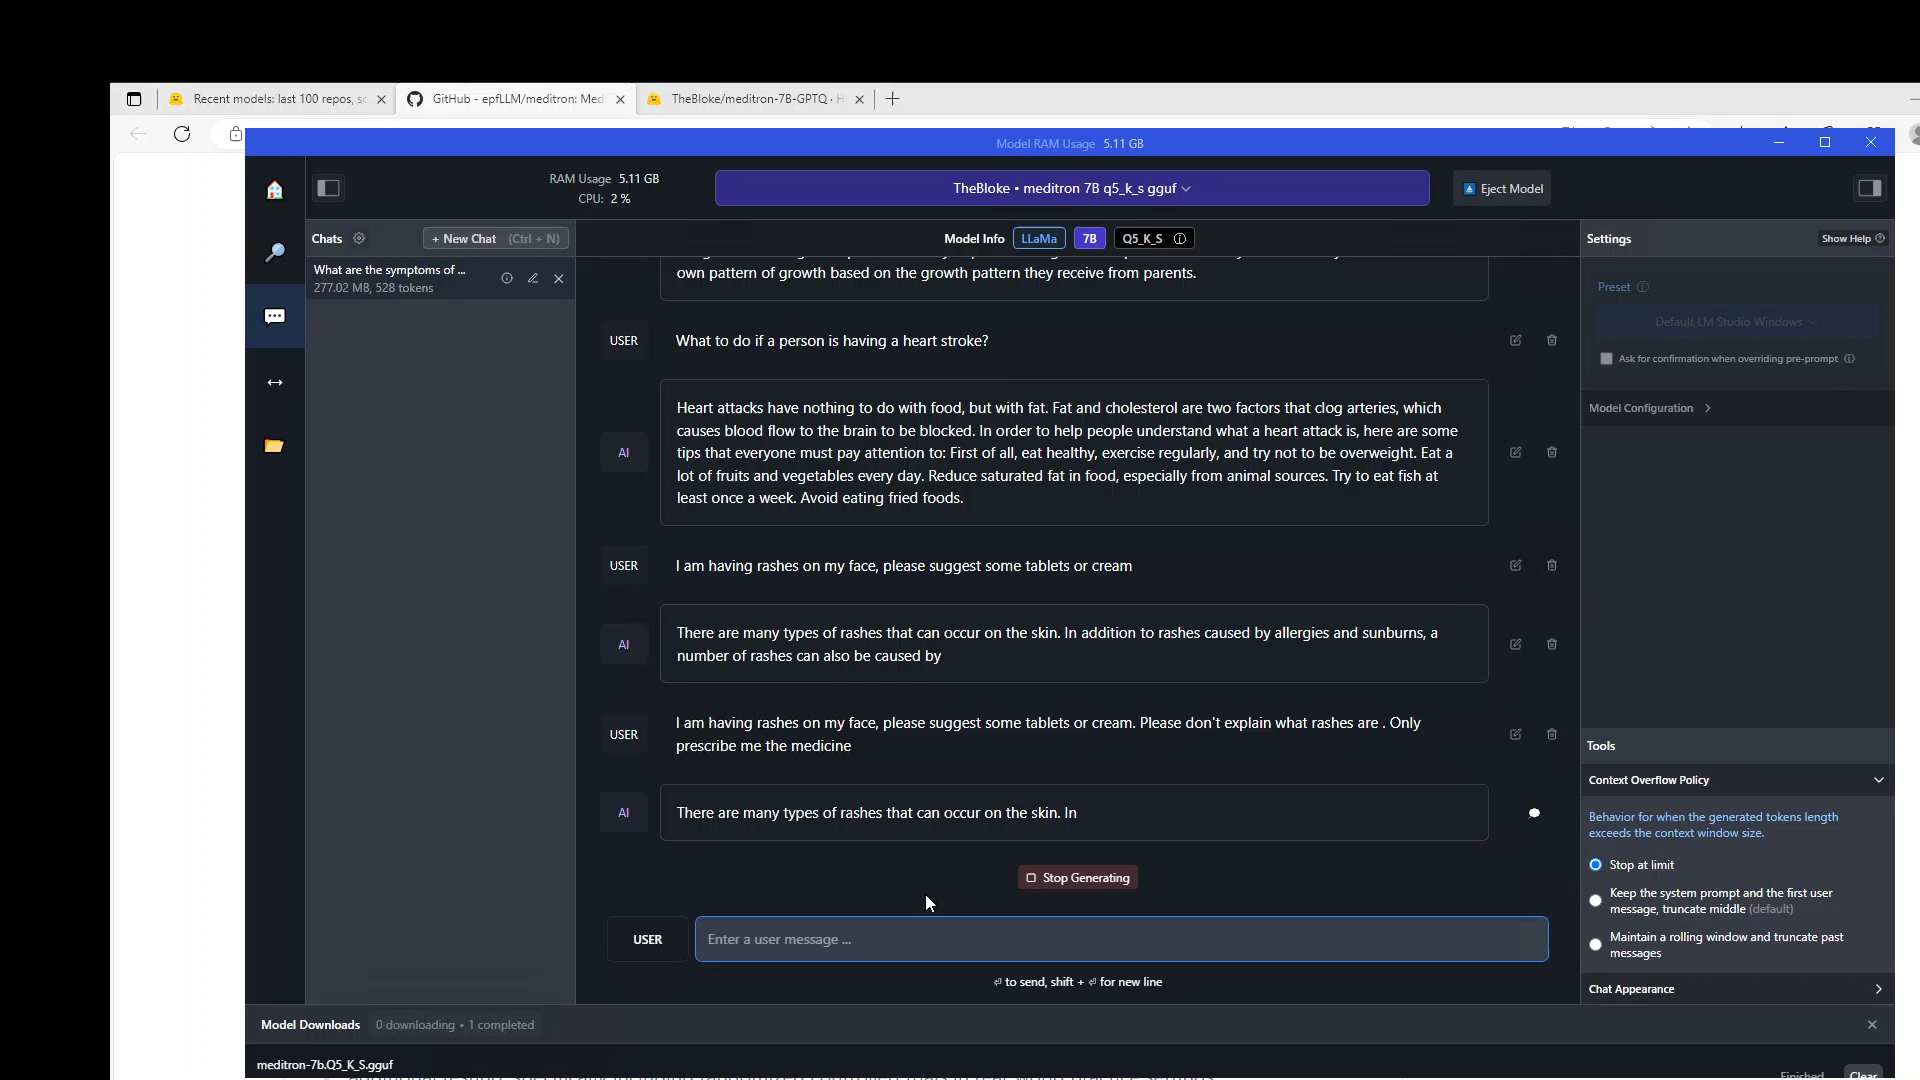 Recent models: last 100 repos, so
GitHub - epfLLM/meditron: Med
TheBloke/meditron-7B-GPTQ · H
Model RAM Usage 5.11 GB
RAM Usage 5.11 GB
CPU: 2 %
TheBloke • meditron 7B q5_k_s gguf
Eject Model
Chats
+ New Chat (Ctrl + N)
Model Info LLaMa 7B Q5_K_S
Settings
Show Help
What are the symptoms of ...
277.02 MB, 528 tokens
own pattern of growth based on the growth pattern they receive from parents.
Preset
Default LM Studio Windows
Ask for confirmation when overriding pre-prompt
Model Configuration
USER
What to do if a person is having a heart stroke?
AI
Heart attacks have nothing to do with food, but with fat. Fat and cholesterol are two factors that clog arteries, which
causes blood flow to the brain to be blocked. In order to help people understand what a heart attack is, here are some
tips that everyone must pay attention to: First of all, eat healthy, exercise regularly, and try not to be overweight. Eat a
lot of fruits and vegetables every day. Reduce saturated fat in food, especially from animal sources. Try to eat fish at
least once a week. Avoid eating fried foods.
USER
I am having rashes on my face, please suggest some tablets or cream
AI
There are many types of rashes that can occur on the skin. In addition to rashes caused by allergies and sunburns, a
number of rashes can also be caused by
USER
I am having rashes on my face, please suggest some tablets or cream. Please don't explain what rashes are . Only
prescribe me the medicine
AI
There are many types of rashes that can occur on the skin. In
Stop Generating
USER
Enter a user message ...
⏎ to send, shift + ⏎ for new line
Tools
Context Overflow Policy
Behavior for when the generated tokens length
exceeds the context window size.
Stop at limit
Keep the system prompt and the first user
message, truncate middle (default)
Maintain a rolling window and truncate past
messages
Chat Appearance
Model Downloads 0 downloading • 1 completed
meditron-7b.Q5_K_S.gguf
Finished
Clear